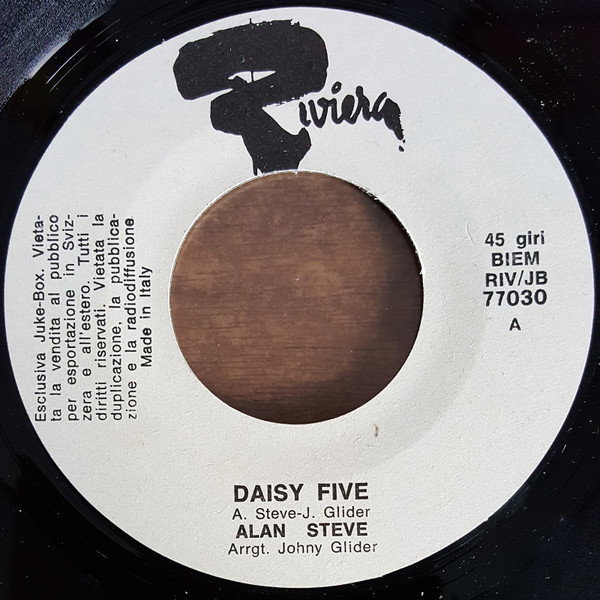 Riviera
Esclusiva Juke-Box. Vieta-
ta la vendita al pubblico
per esportazione in Sviz-
zera e all'estero. Tutti i
diritti riservati. Vietata la
duplicazione, la pubblica-
zione e la radiodiffusione
Made in Italy
45 giri
BIEM
RIV/JB
77030
A
DAISY FIVE
A. Steve-J. Glider
ALAN STEVE
Arrgt. Johny Glider